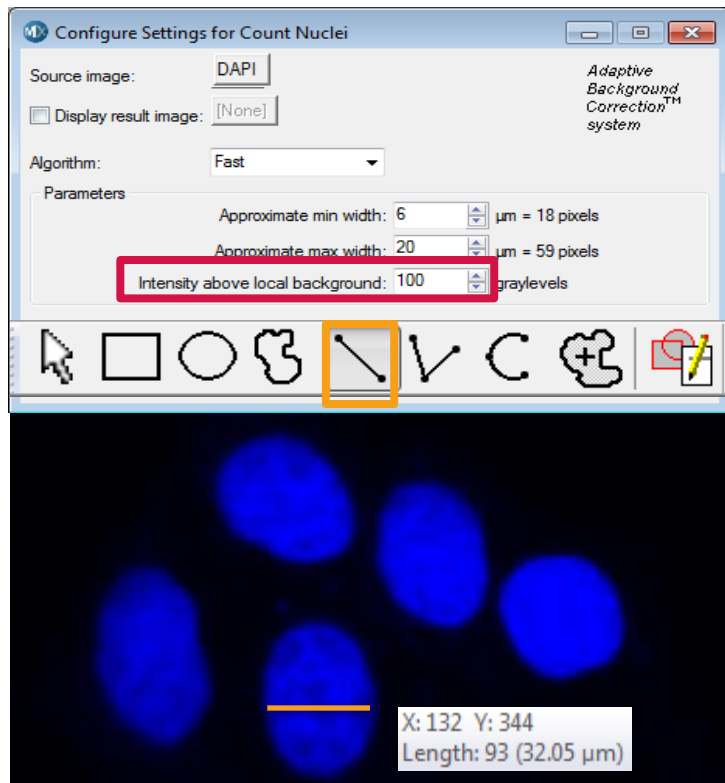 MX Configure Settings for Count Nuclei
Source image: DAPI
Adaptive
Background
Correction™
system
Display result image: [None]
Algorithm: Fast
Parameters
Approximate min width: 6 µm = 18 pixels
Approximate max width: 20 µm = 59 pixels
Intensity above local background: 100 graylevels
X: 132 Y: 344
Length: 93 (32.05 µm)